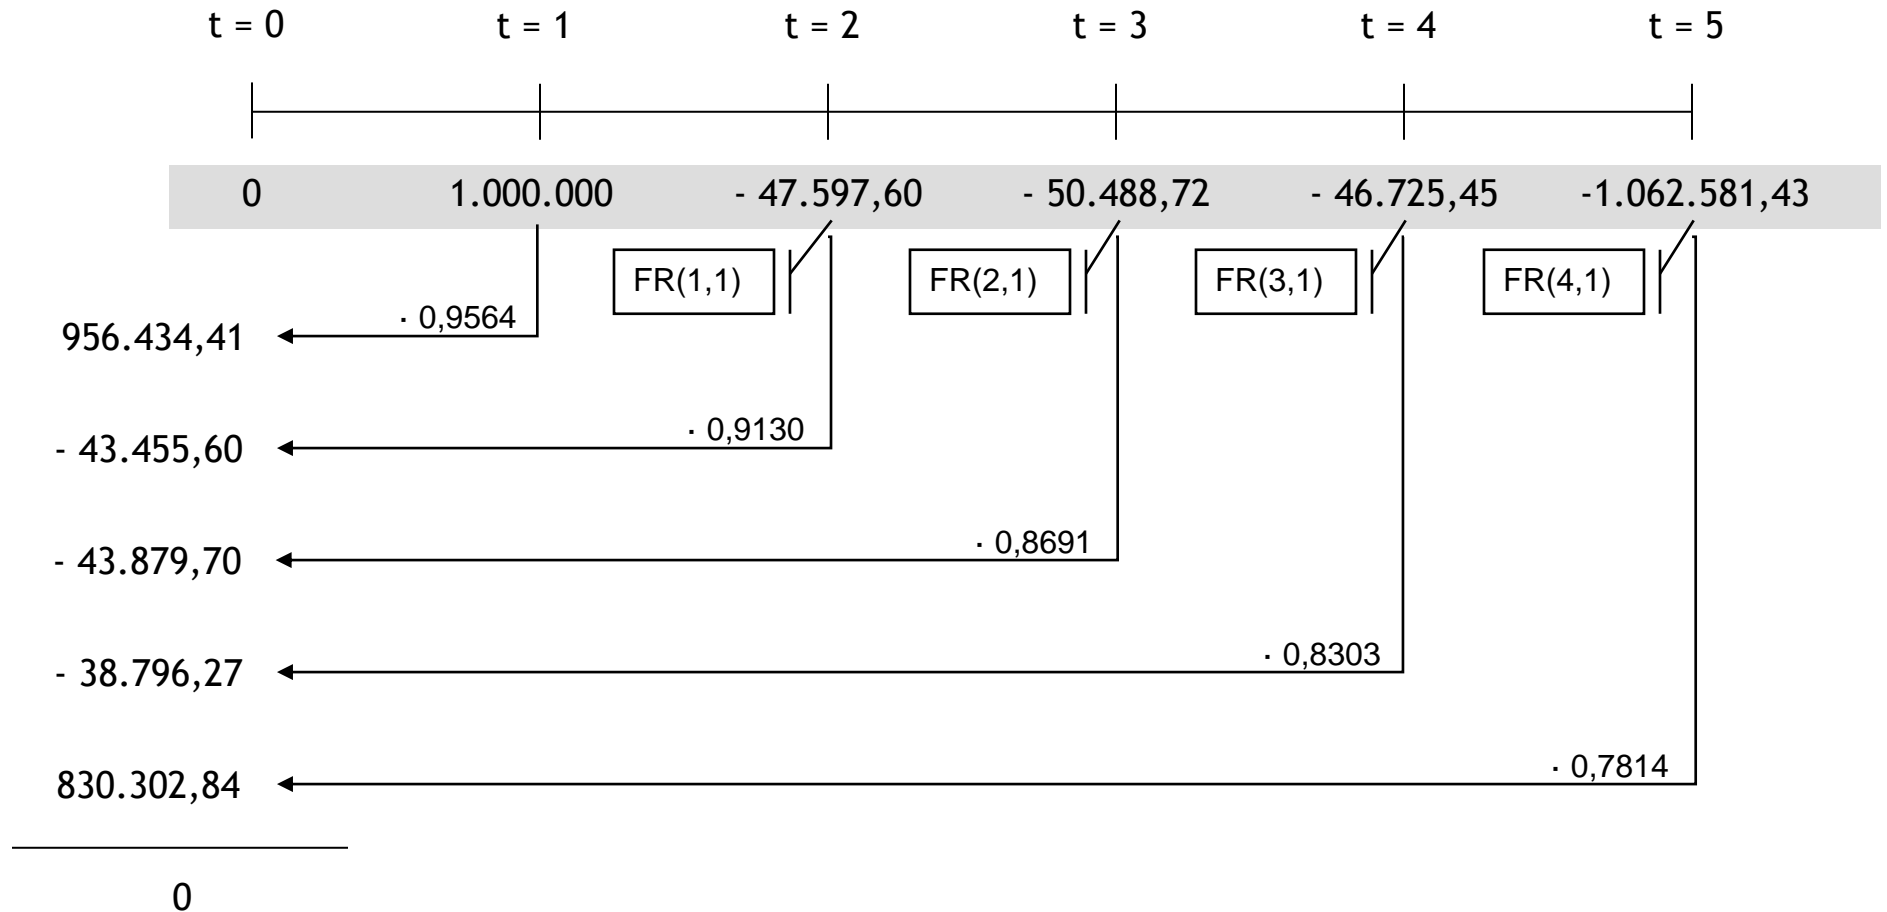 t = 0 t = 1 t = 2 t = 3 t = 4 t = 5
0 1.000.000 - 47.597,60 - 50.488,72 - 46.725,45 -1.062.581,43
FR(1,1) FR(2,1) FR(3,1) FR(4,1)
956.434,41 · 0,9564
- 43.455,60 · 0,9130
- 43.879,70 · 0,8691
- 38.796,27 · 0,8303
830.302,84 · 0,7814
0